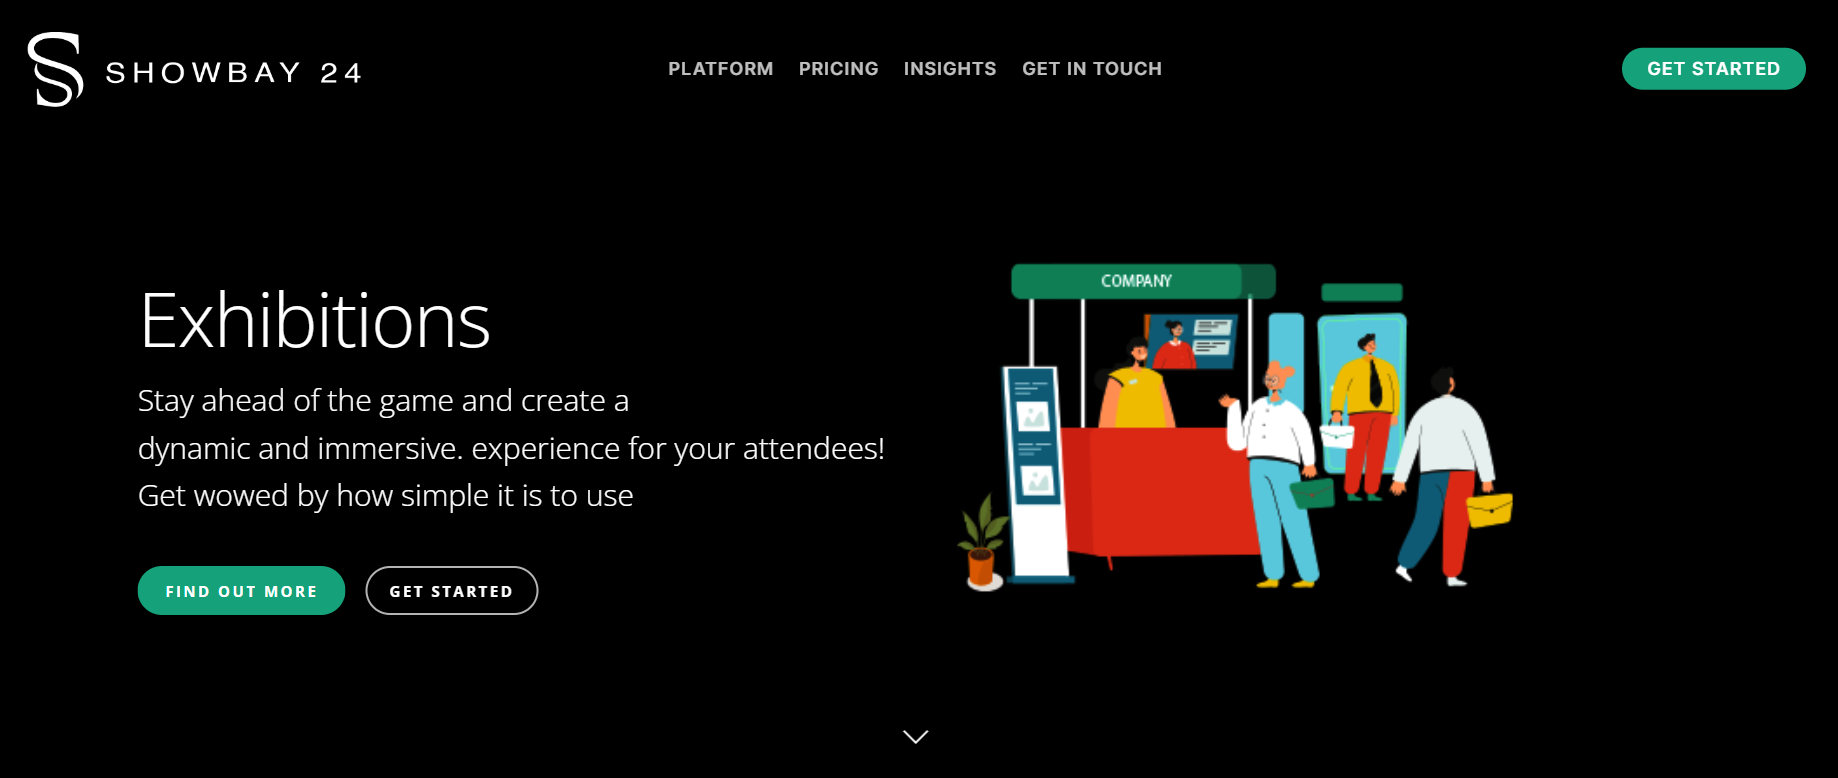 SHOWBAY 24
PLATFORM PRICING INSIGHTS GET IN TOUCH
GET STARTED
Exhibitions
Stay ahead of the game and create a
dynamic and immersive. experience for your attendees!
Get wowed by how simple it is to use
FIND OUT MORE
GET STARTED
COMPANY